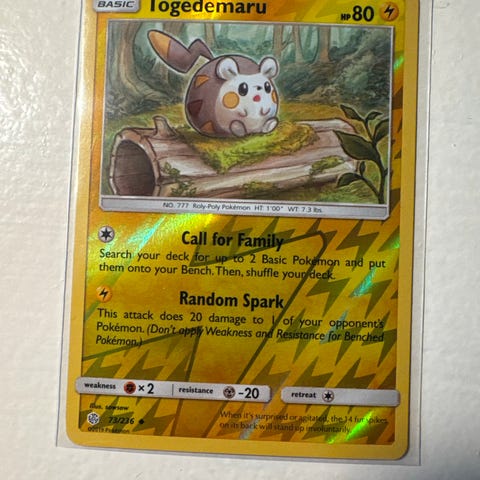 BASIC
Togedemaru
HP 80
NO. 777 Roly-Poly Pokémon HT: 1'00" WT: 7.3 lbs.
Call for Family
Search your deck for up to 2 Basic Pokémon and put
them onto your Bench. Then, shuffle your deck.
Random Spark
This attack does 20 damage to 1 of your opponent's
Pokémon. (Don't apply Weakness and Resistance for Benched
Pokémon.)
weakness ×2 resistance -20 retreat
illus. sowsow
73/236
©2019 Pokémon
When it's surprised or agitated, the 14 fur spikes
on its back will stand up involuntarily.